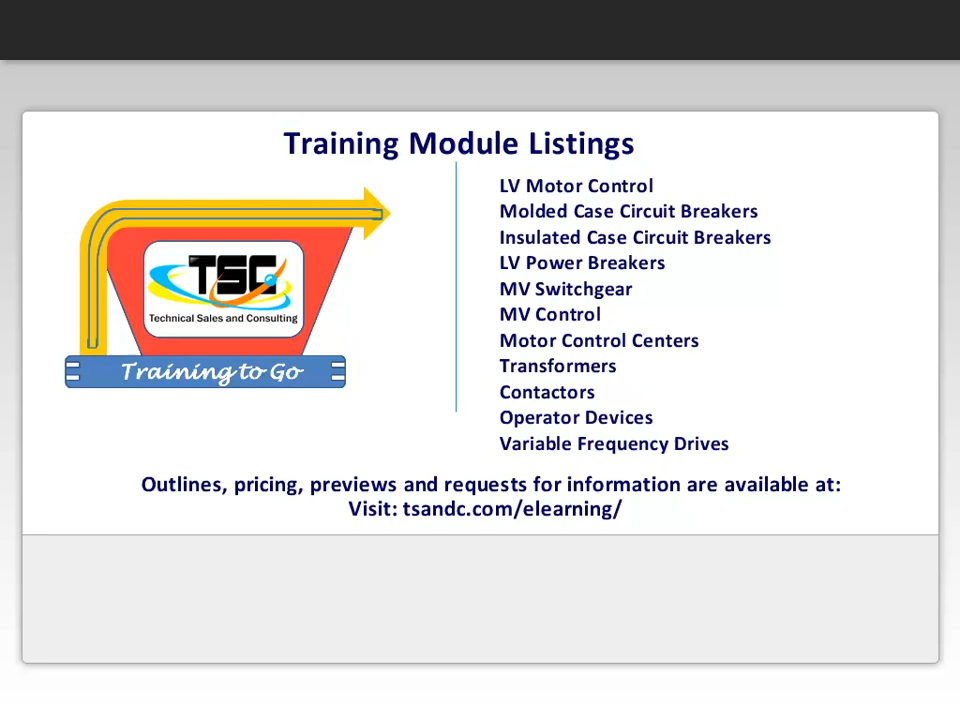 Training Module Listings
TSC
Technical Sales and Consulting
Training to Go
LV Motor Control
Molded Case Circuit Breakers
Insulated Case Circuit Breakers
LV Power Breakers
MV Switchgear
MV Control
Motor Control Centers
Transformers
Contactors
Operator Devices
Variable Frequency Drives
Outlines, pricing, previews and requests for information are available at:
Visit: tsandc.com/elearning/